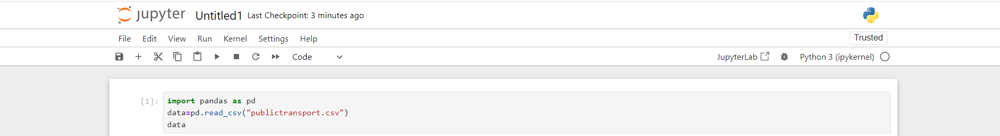 jupyter Untitled1 Last Checkpoint: 3 minutes ago
File Edit View Run Kernel Settings Help
Trusted
Code
JupyterLab
Python 3 (ipykernel)
[1]:
import pandas as pd
data=pd.read_csv("publictransport.csv")
data